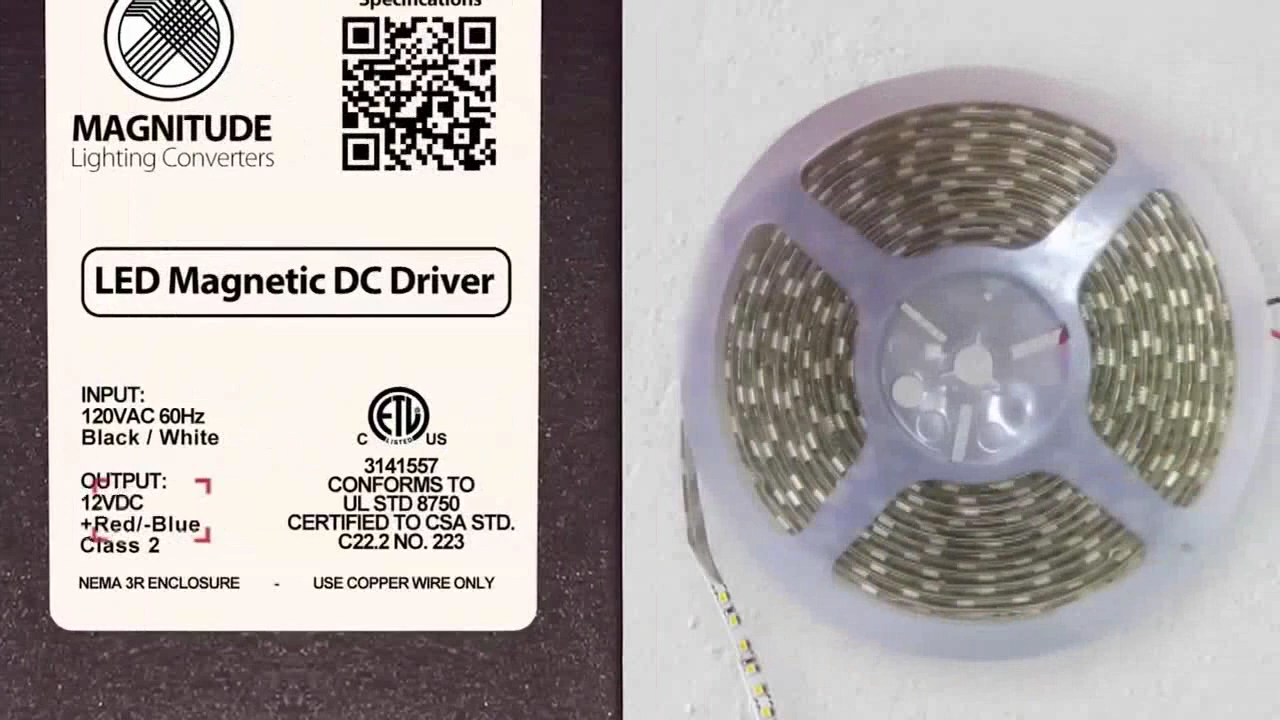 Specifications
MAGNITUDE
Lighting Converters
LED Magnetic DC Driver
INPUT:
120VAC 60Hz
Black / White
OUTPUT:
12VDC
+Red/-Blue
Class 2
ETL
LISTED
C US
3141557
CONFORMS TO
UL STD 8750
CERTIFIED TO CSA STD.
C22.2 NO. 223
NEMA 3R ENCLOSURE - USE COPPER WIRE ONLY